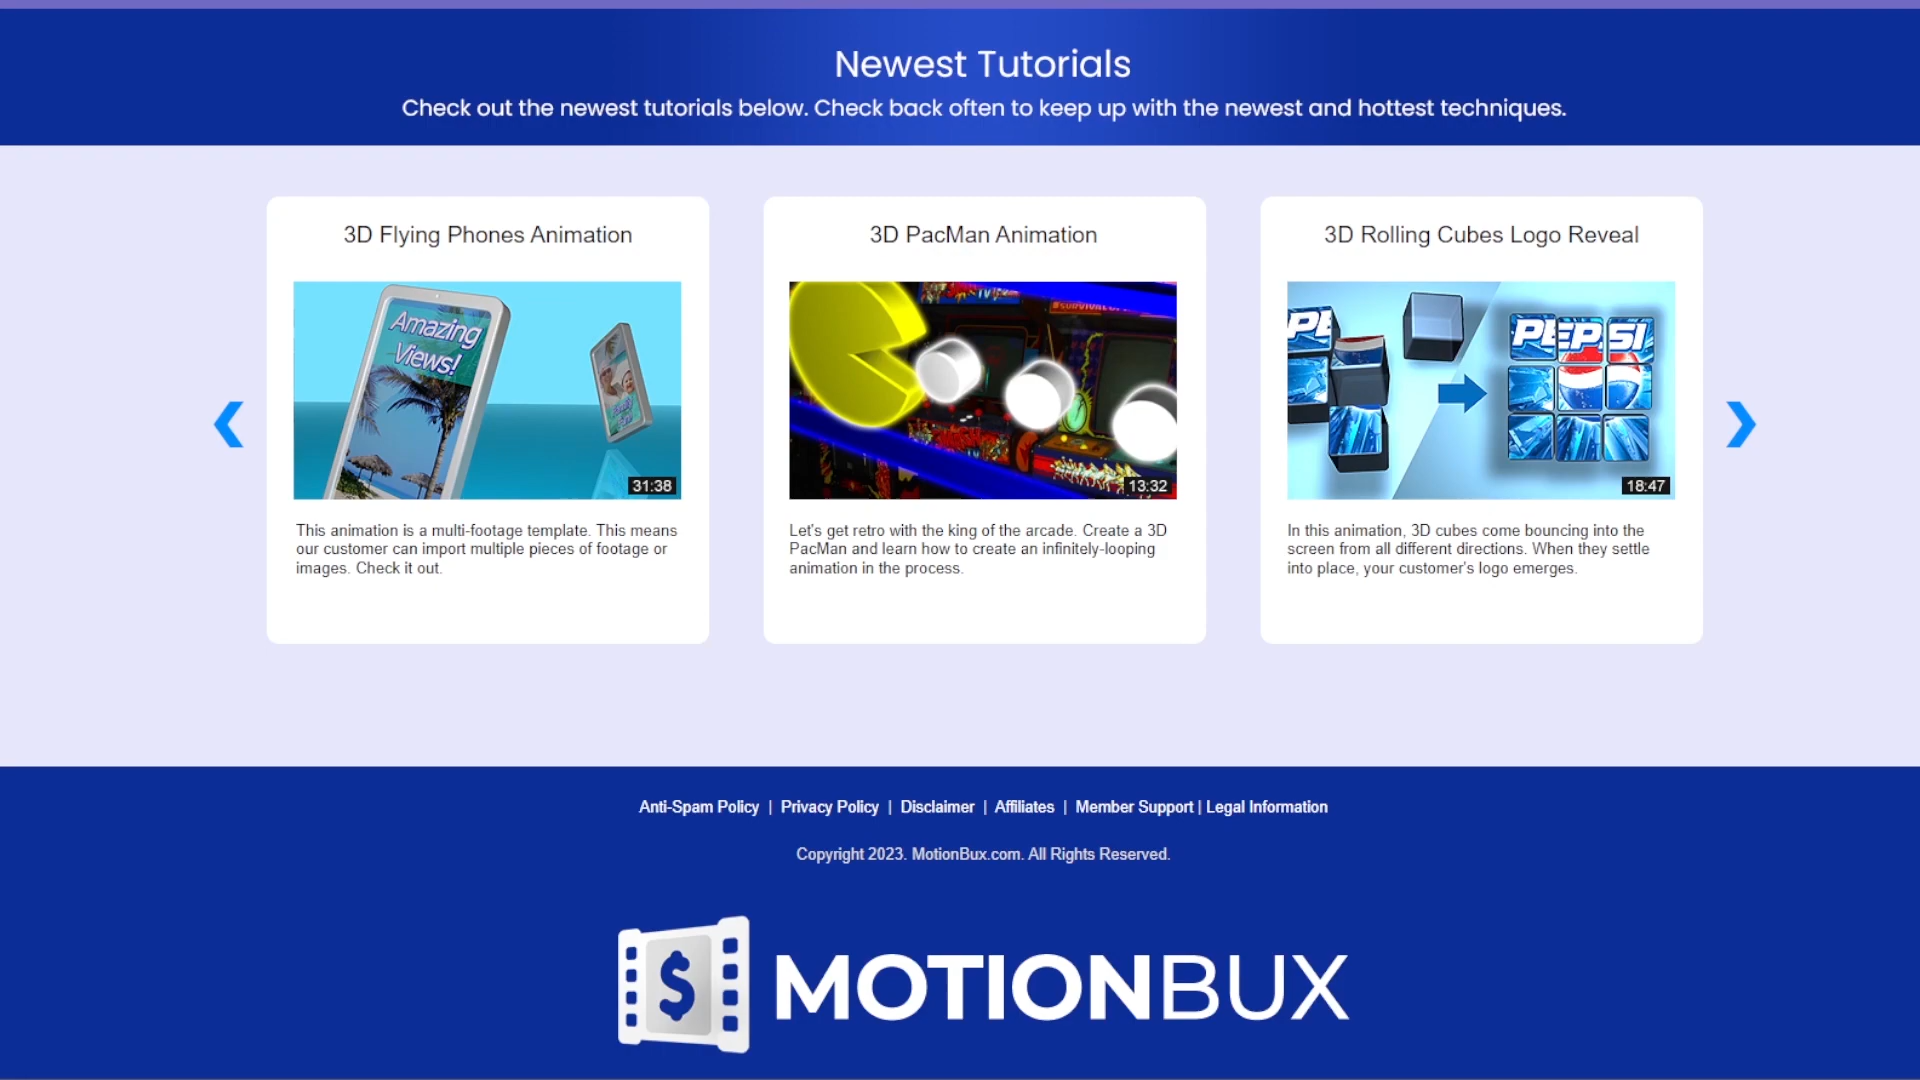 Newest Tutorials
Check out the newest tutorials below. Check back often to keep up with the newest and hottest techniques.
3D Flying Phones Animation
Amazing
Views!
31:38
This animation is a multi-footage template. This means
our customer can import multiple pieces of footage or
images. Check it out.
3D PacMan Animation
13:32
Let's get retro with the king of the arcade. Create a 3D
PacMan and learn how to create an infinitely-looping
animation in the process.
3D Rolling Cubes Logo Reveal
PE
PEPSI
18:47
In this animation, 3D cubes come bouncing into the
screen from all different directions. When they settle
into place, your customer's logo emerges.
Anti-Spam Policy | Privacy Policy | Disclaimer | Affiliates | Member Support | Legal Information
Copyright 2023. MotionBux.com. All Rights Reserved.
$ MOTIONBUX